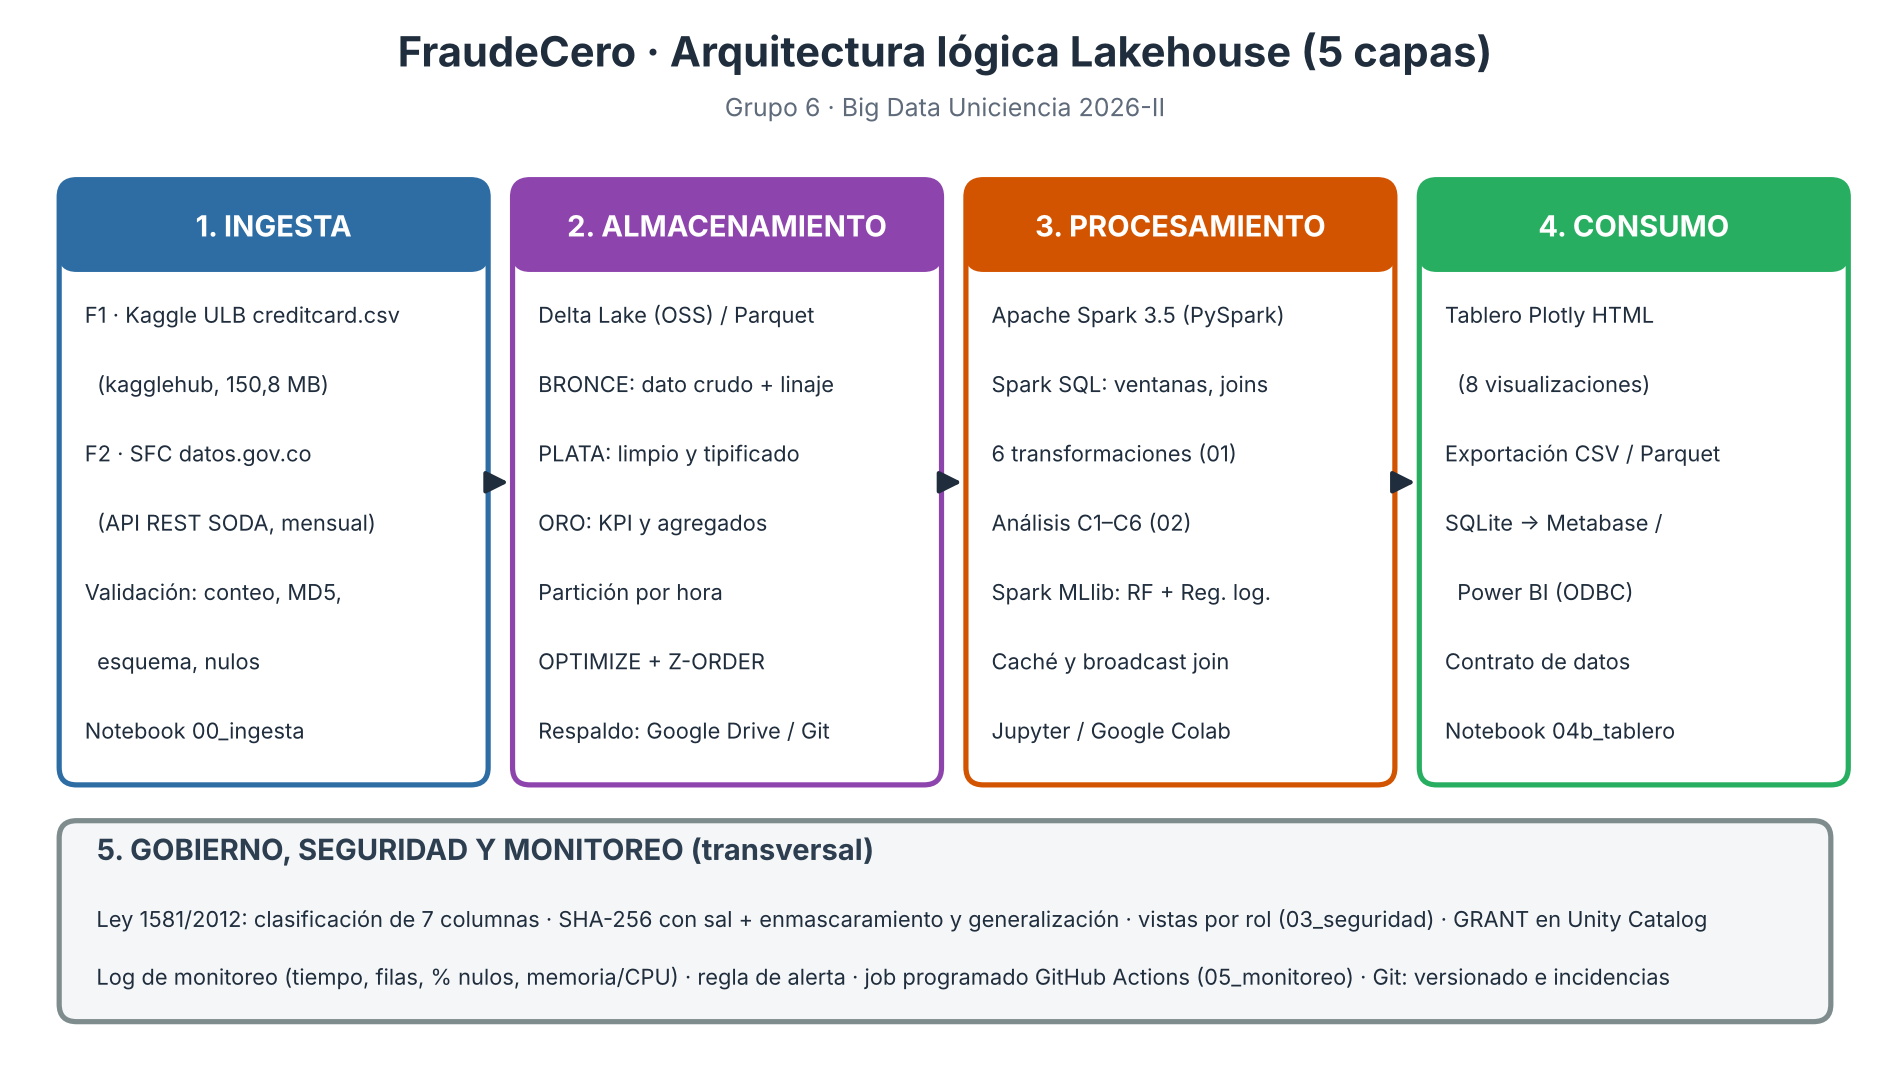 FraudeCero · Arquitectura lógica Lakehouse (5 capas)
Grupo 6 · Big Data Uniciencia 2026-II
1. INGESTA
F1 · Kaggle ULB creditcard.csv
(kagglehub, 150,8 MB)
F2 · SFC datos.gov.co
(API REST SODA, mensual)
Validación: conteo, MD5,
esquema, nulos
Notebook 00_ingesta
2. ALMACENAMIENTO
Delta Lake (OSS) / Parquet
BRONCE: dato crudo + linaje
PLATA: limpio y tipificado
ORO: KPI y agregados
Partición por hora
OPTIMIZE + Z-ORDER
Respaldo: Google Drive / Git
3. PROCESAMIENTO
Apache Spark 3.5 (PySpark)
Spark SQL: ventanas, joins
6 transformaciones (01)
Análisis C1–C6 (02)
Spark MLlib: RF + Reg. log.
Caché y broadcast join
Jupyter / Google Colab
4. CONSUMO
Tablero Plotly HTML
(8 visualizaciones)
Exportación CSV / Parquet
SQLite → Metabase /
Power BI (ODBC)
Contrato de datos
Notebook 04b_tablero
5. GOBIERNO, SEGURIDAD Y MONITOREO (transversal)
Ley 1581/2012: clasificación de 7 columnas · SHA-256 con sal + enmascaramiento y generalización · vistas por rol (03_seguridad) · GRANT en Unity Catalog
Log de monitoreo (tiempo, filas, % nulos, memoria/CPU) · regla de alerta · job programado GitHub Actions (05_monitoreo) · Git: versionado e incidencias